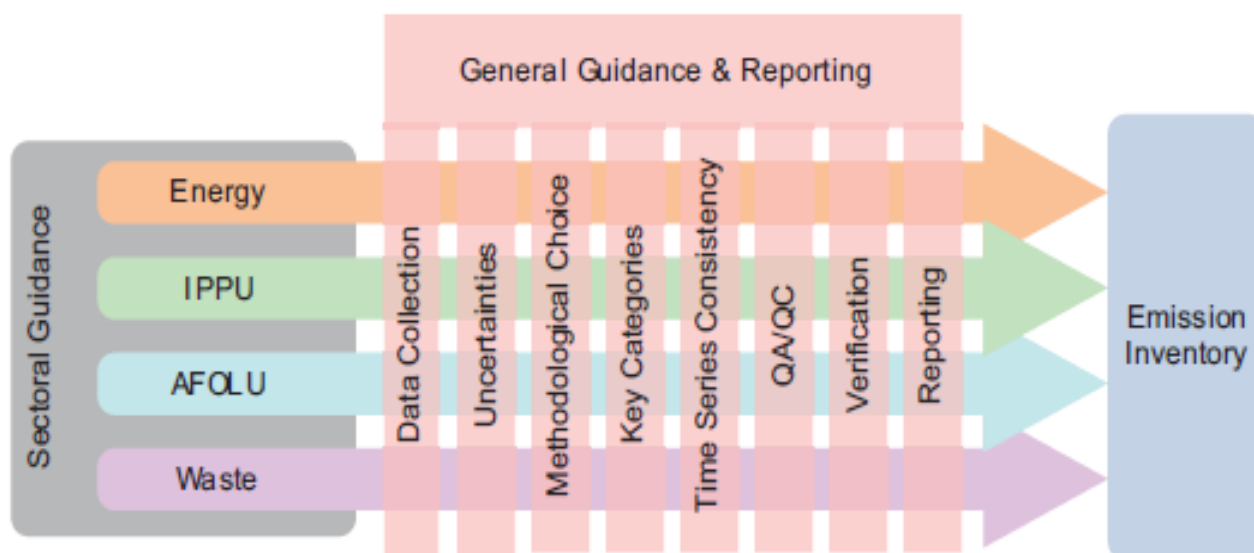 General Guidance & Reporting
Sectoral Guidance
Energy
IPPU
AFOLU
Waste
Data Collection
Uncertainties
Methodological Choice
Key Categories
Time Series Consistency
QA/QC
Verification
Reporting
Emission
Inventory